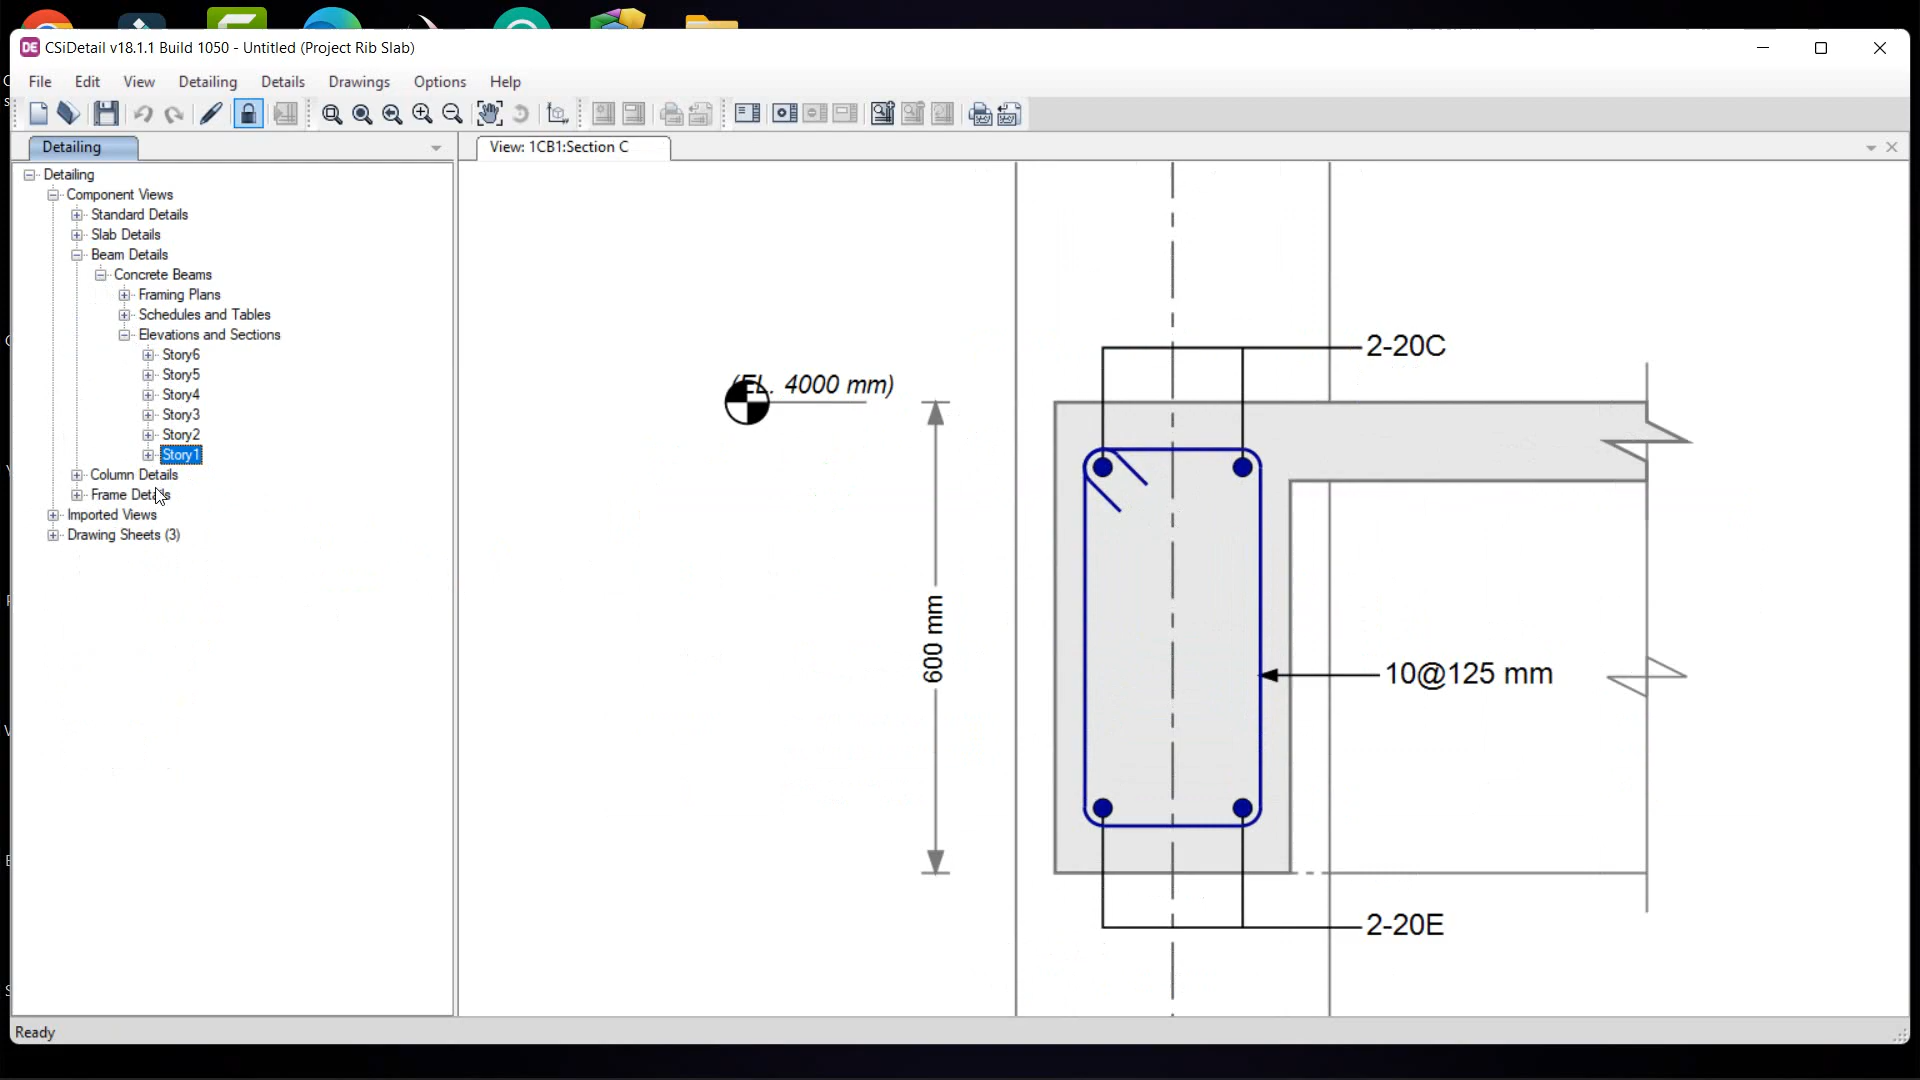 DE CSiDetail v18.1.1 Build 1050 - Untitled (Project Rib Slab)
File Edit View Detailing Details Drawings Options Help
Detailing
View: 1CB1:Section C
Detailing
Component Views
Standard Details
Slab Details
Beam Details
Concrete Beams
Framing Plans
Schedules and Tables
Elevations and Sections
Story6
Story5
Story4
Story3
Story2
Story1
Column Details
Frame Details
Imported Views
Drawing Sheets (3)
2-20C
(EL. 4000 mm)
600 mm
10@125 mm
2-20E
Ready